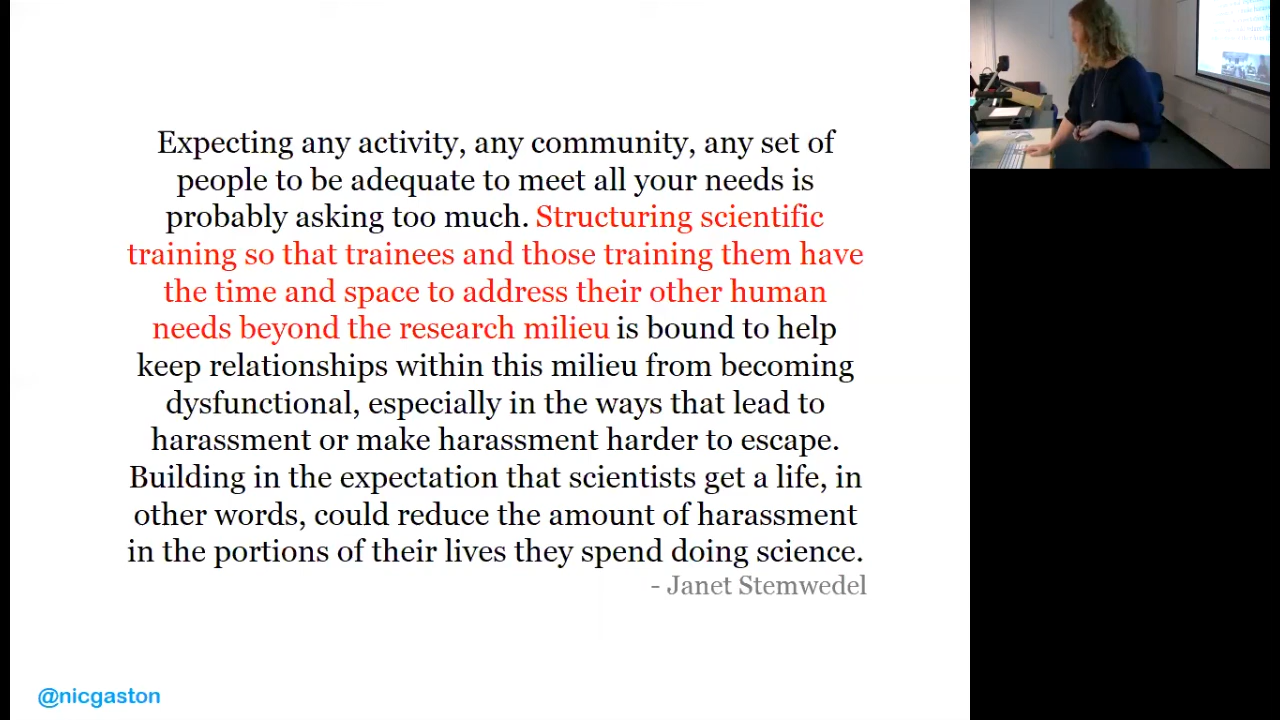 Expecting any activity, any community, any set of
people to be adequate to meet all your needs is
probably asking too much. Structuring scientific
training so that trainees and those training them have
the time and space to address their other human
needs beyond the research milieu is bound to help
keep relationships within this milieu from becoming
dysfunctional, especially in the ways that lead to
harassment or make harassment harder to escape.
Building in the expectation that scientists get a life, in
other words, could reduce the amount of harassment
in the portions of their lives they spend doing science.
- Janet Stemwedel
@nicgaston